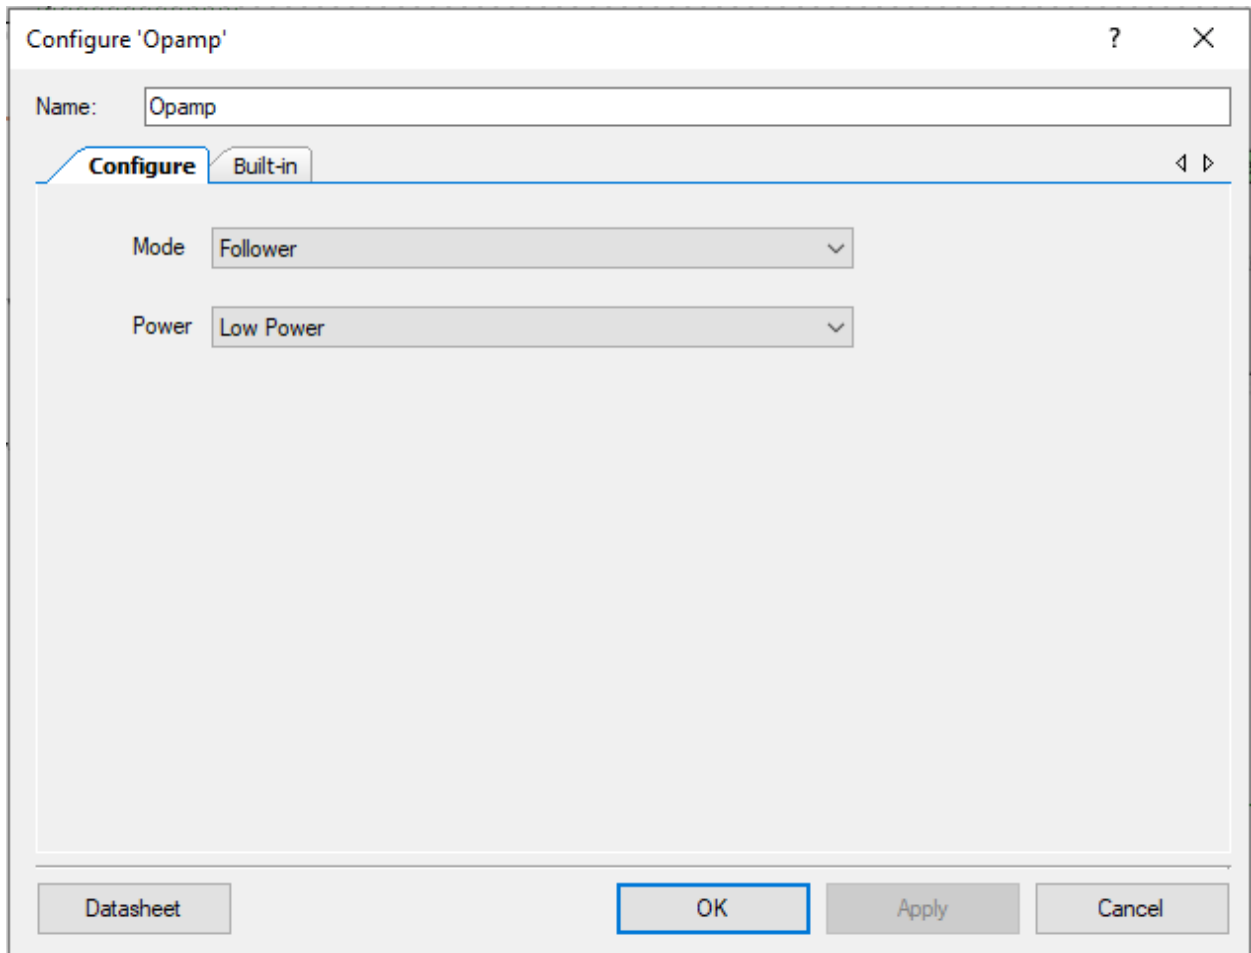 Configure 'Opamp'
?
Name: Opamp
Configure Built-in
Mode Follower
Power Low Power
Datasheet OK Apply Cancel